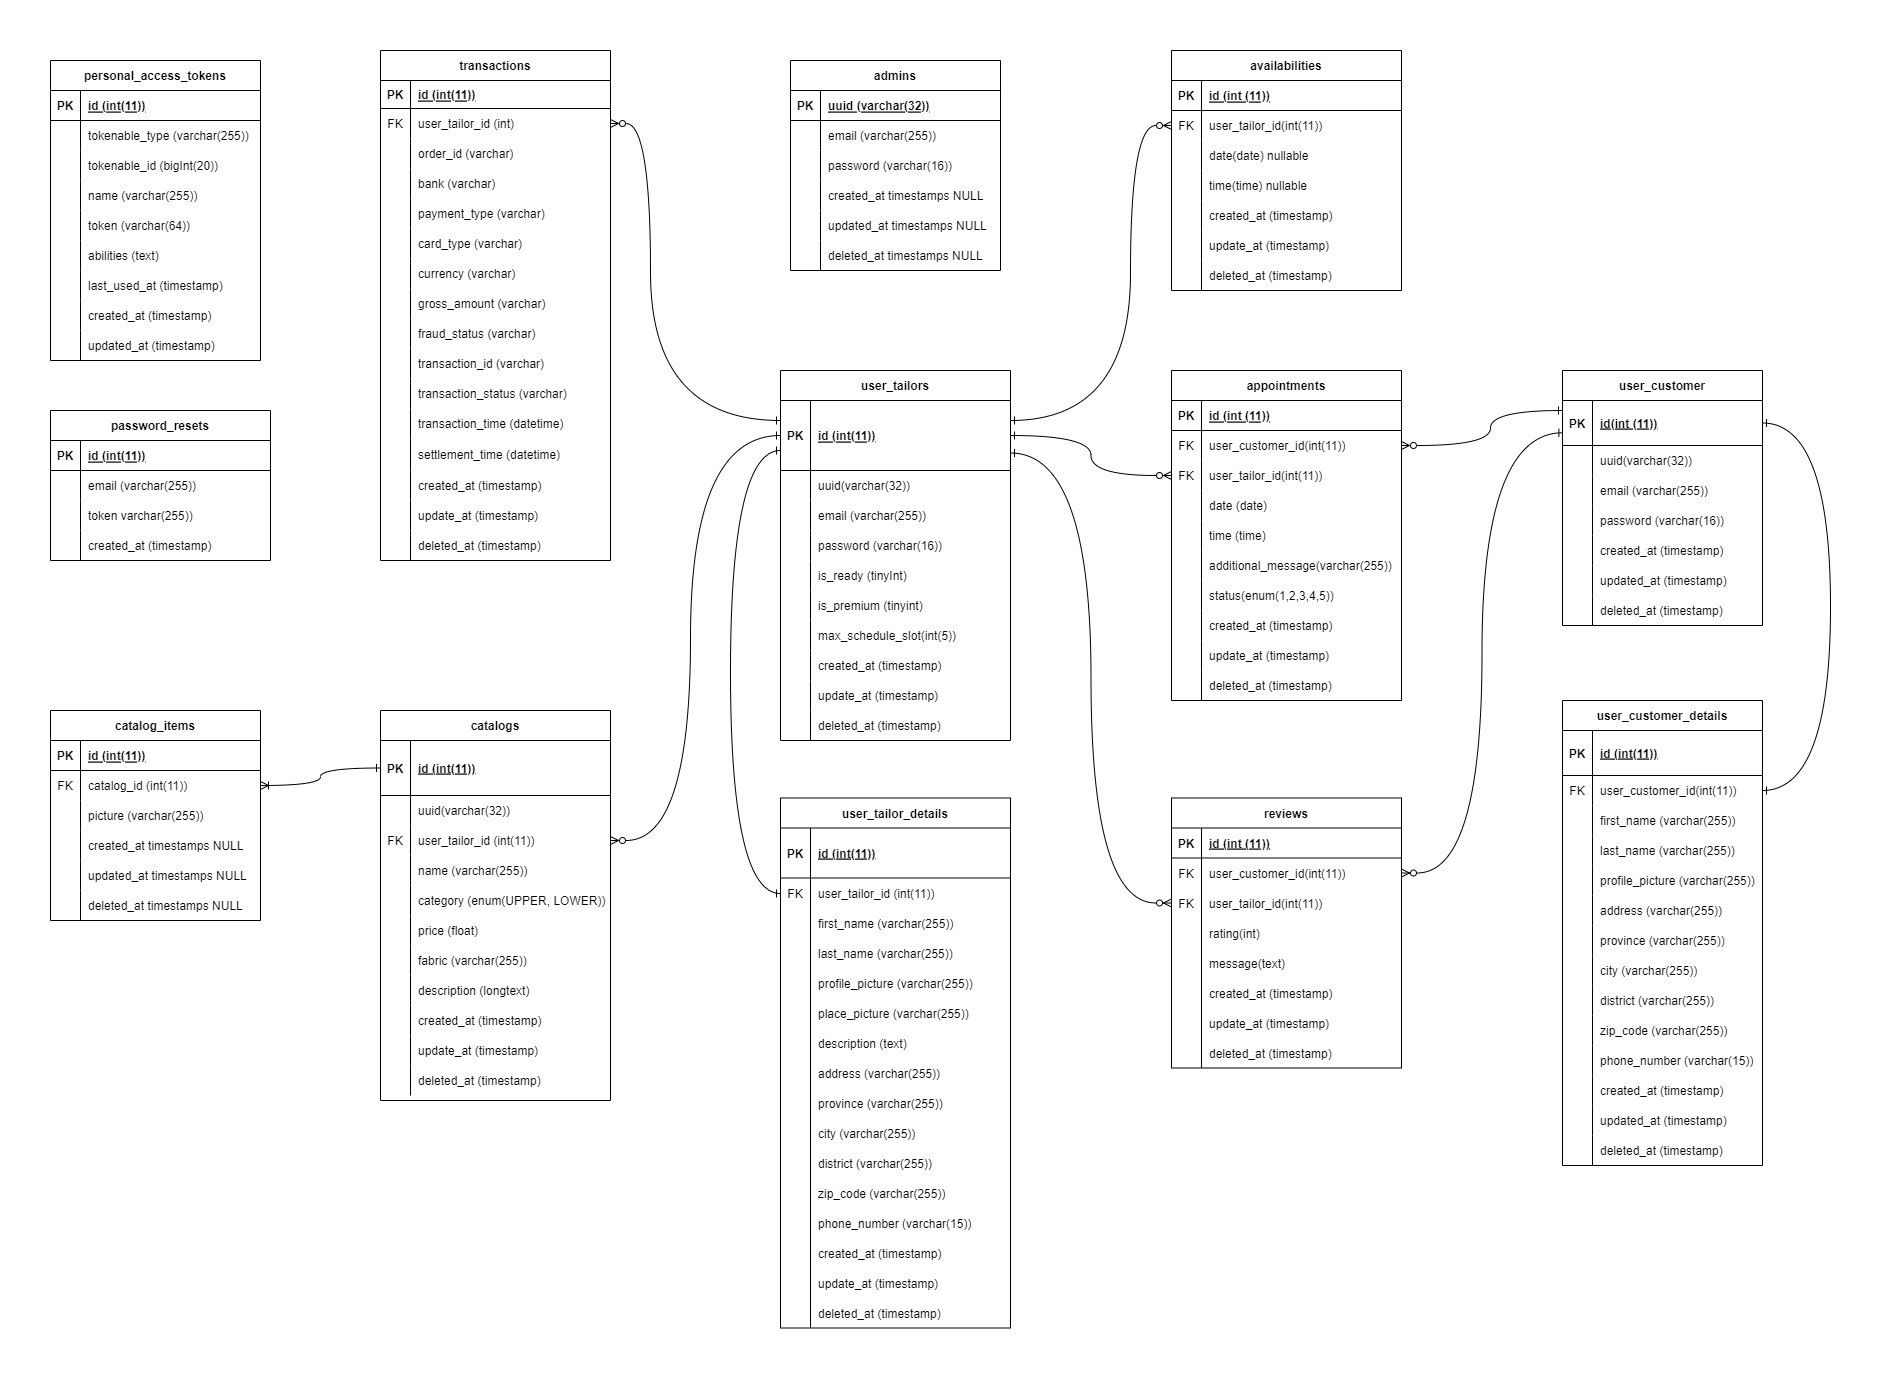 personal_access_tokens
PK id (int(11))
tokenable_type (varchar(255))
tokenable_id (bigInt(20))
name (varchar(255))
token (varchar(64))
abilities (text)
last_used_at (timestamp)
created_at (timestamp)
updated_at (timestamp)
password_resets
PK id (int(11))
email (varchar(255))
token varchar(255))
created_at (timestamp)
transactions
PK id (int(11))
FK user_tailor_id (int)
order_id (varchar)
bank (varchar)
payment_type (varchar)
card_type (varchar)
currency (varchar)
gross_amount (varchar)
fraud_status (varchar)
transaction_id (varchar)
transaction_status (varchar)
transaction_time (datetime)
settlement_time (datetime)
created_at (timestamp)
update_at (timestamp)
deleted_at (timestamp)
admins
PK uuid (varchar(32))
email (varchar(255))
password (varchar(16))
created_at timestamps NULL
updated_at timestamps NULL
deleted_at timestamps NULL
availabilities
PK id (int (11))
FK user_tailor_id(int(11))
date(date) nullable
time(time) nullable
created_at (timestamp)
update_at (timestamp)
deleted_at (timestamp)
user_tailors
PK id (int(11))
uuid(varchar(32))
email (varchar(255))
password (varchar(16))
is_ready (tinyInt)
is_premium (tinyint)
max_schedule_slot(int(5))
created_at (timestamp)
update_at (timestamp)
deleted_at (timestamp)
appointments
PK id (int (11))
FK user_customer_id(int(11))
FK user_tailor_id(int(11))
date (date)
time (time)
additional_message(varchar(255))
status(enum(1,2,3,4,5))
created_at (timestamp)
update_at (timestamp)
deleted_at (timestamp)
user_customer
PK id(int (11))
uuid(varchar(32))
email (varchar(255))
password (varchar(16))
created_at (timestamp)
updated_at (timestamp)
deleted_at (timestamp)
catalog_items
PK id (int(11))
FK catalog_id (int(11))
picture (varchar(255))
created_at timestamps NULL
updated_at timestamps NULL
deleted_at timestamps NULL
catalogs
PK id (int(11))
uuid(varchar(32))
FK user_tailor_id (int(11))
name (varchar(255))
category (enum(UPPER, LOWER))
price (float)
fabric (varchar(255))
description (longtext)
created_at (timestamp)
update_at (timestamp)
deleted_at (timestamp)
user_tailor_details
PK id (int(11))
FK user_tailor_id (int(11))
first_name (varchar(255))
last_name (varchar(255))
profile_picture (varchar(255))
place_picture (varchar(255))
description (text)
address (varchar(255))
province (varchar(255))
city (varchar(255))
district (varchar(255))
zip_code (varchar(255))
phone_number (varchar(15))
created_at (timestamp)
update_at (timestamp)
deleted_at (timestamp)
reviews
PK id (int (11))
FK user_customer_id(int(11))
FK user_tailor_id(int(11))
rating(int)
message(text)
created_at (timestamp)
update_at (timestamp)
deleted_at (timestamp)
user_customer_details
PK id (int(11))
FK user_customer_id(int(11))
first_name (varchar(255))
last_name (varchar(255))
profile_picture (varchar(255))
address (varchar(255))
province (varchar(255))
city (varchar(255))
district (varchar(255))
zip_code (varchar(255))
phone_number (varchar(15))
created_at (timestamp)
updated_at (timestamp)
deleted_at (timestamp)